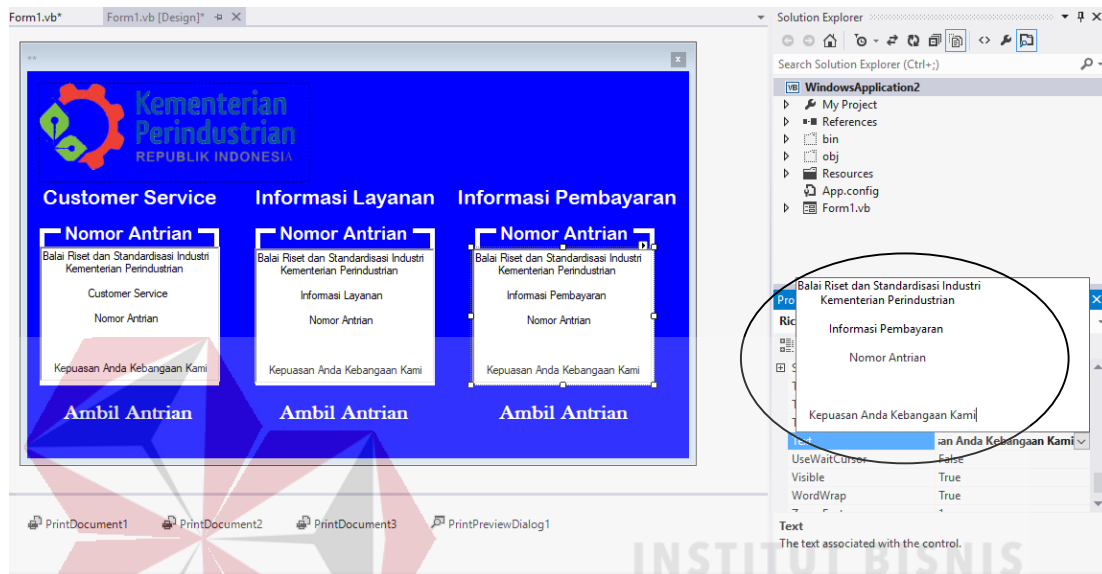 Form1.vb*
Form1.vb [Design]*
Solution Explorer
Search Solution Explorer (Ctrl+;)
VB WindowsApplication2
My Project
References
bin
obj
Resources
App.config
Form1.vb
Kementerian
Perindustrian
REPUBLIK INDONESIA
Customer Service
Informasi Layanan
Informasi Pembayaran
Nomor Antrian
Nomor Antrian
Nomor Antrian
Balai Riset dan Standardisasi Industri
Kementerian Perindustrian
Customer Service
Nomor Antrian
Kepuasan Anda Kebangaan Kami
Balai Riset dan Standardisasi Industri
Kementerian Perindustrian
Informasi Layanan
Nomor Antrian
Kepuasan Anda Kebangaan Kami
Balai Riset dan Standardisasi Industri
Kementerian Perindustrian
Informasi Pembayaran
Nomor Antrian
Kepuasan Anda Kebangaan Kami
Ambil Antrian
Ambil Antrian
Ambil Antrian
PrintDocument1
PrintDocument2
PrintDocument3
PrintPreviewDialog1
Pro
Ric
Balai Riset dan Standardisasi Industri
Kementerian Perindustrian
Informasi Pembayaran
Nomor Antrian
Kepuasan Anda Kebangaan Kami
Text an Anda Kebangaan Kami
UseWaitCursor False
Visible True
WordWrap True
Text
The text associated with the control.
INSTITUT BISNIS